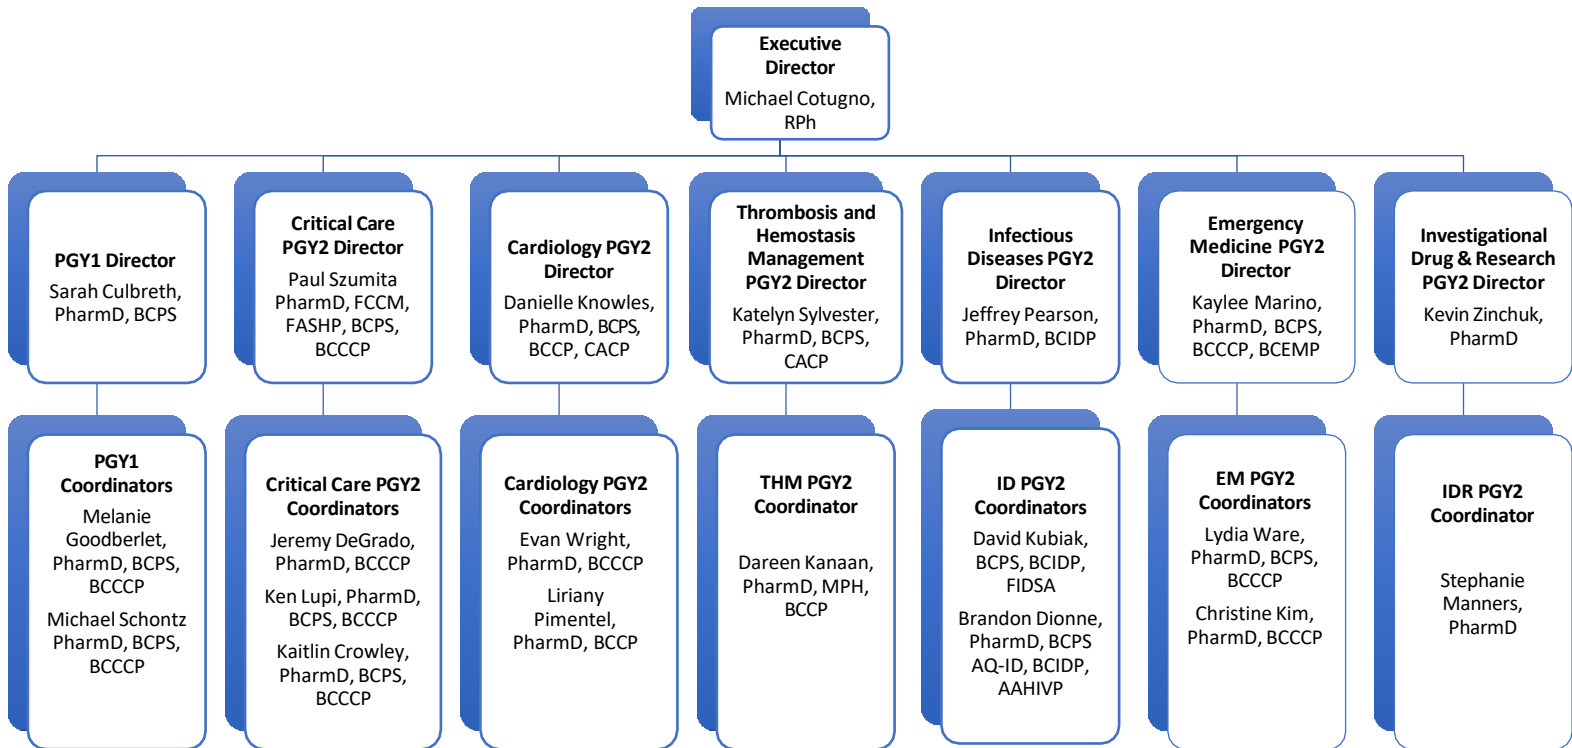 Executive
Director
Michael Cotugno,
RPh
PGY1 Director
Sarah Culbreth,
PharmD, BCPS
Critical Care
PGY2 Director
Paul Szumita
PharmD, FCCM,
FASHP, BCPS,
BCCCP
Cardiology PGY2
Director
Danielle Knowles,
PharmD, BCPS,
BCCP, CACP
Thrombosis and
Hemostasis
Management
PGY2 Director
Katelyn Sylvester,
PharmD, BCPS,
CACP
Infectious
Diseases PGY2
Director
Jeffrey Pearson,
PharmD, BCIDP
Emergency
Medicine PGY2
Director
Kaylee Marino,
PharmD, BCPS,
BCCCP, BCEMP
Investigational
Drug & Research
PGY2 Director
Kevin Zinchuk,
PharmD
PGY1
Coordinators
Melanie
Goodberlet,
PharmD, BCPS,
BCCCP
Michael Schontz
PharmD, BCPS,
BCCCP
Critical Care PGY2
Coordinators
Jeremy DeGrado,
PharmD, BCCCP
Ken Lupi, PharmD,
BCPS, BCCCP
Kaitlin Crowley,
PharmD, BCPS,
BCCCP
Cardiology PGY2
Coordinators
Evan Wright,
PharmD, BCCCP
Liriany
Pimentel,
PharmD, BCCP
THM PGY2
Coordinator
Dareen Kanaan,
PharmD, MPH,
BCCP
ID PGY2
Coordinators
David Kubiak,
BCPS, BCIDP,
FIDSA
Brandon Dionne,
PharmD, BCPS
AQ-ID, BCIDP,
AAHIVP
EM PGY2
Coordinators
Lydia Ware,
PharmD, BCPS,
BCCCP
Christine Kim,
PharmD, BCCCP
IDR PGY2
Coordinator
Stephanie
Manners,
PharmD